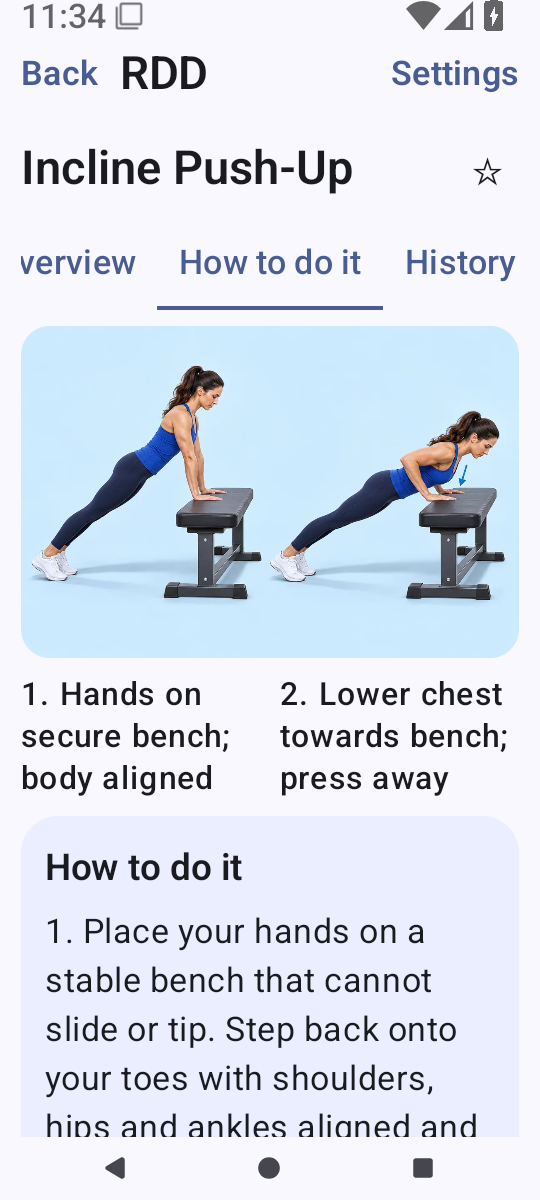 11:34
Back RDD Settings
Incline Push-Up
verview How to do it History
1. Hands on
secure bench;
body aligned
2. Lower chest
towards bench;
press away
How to do it
1. Place your hands on a
stable bench that cannot
slide or tip. Step back onto
your toes with shoulders,
hips and ankles aligned and